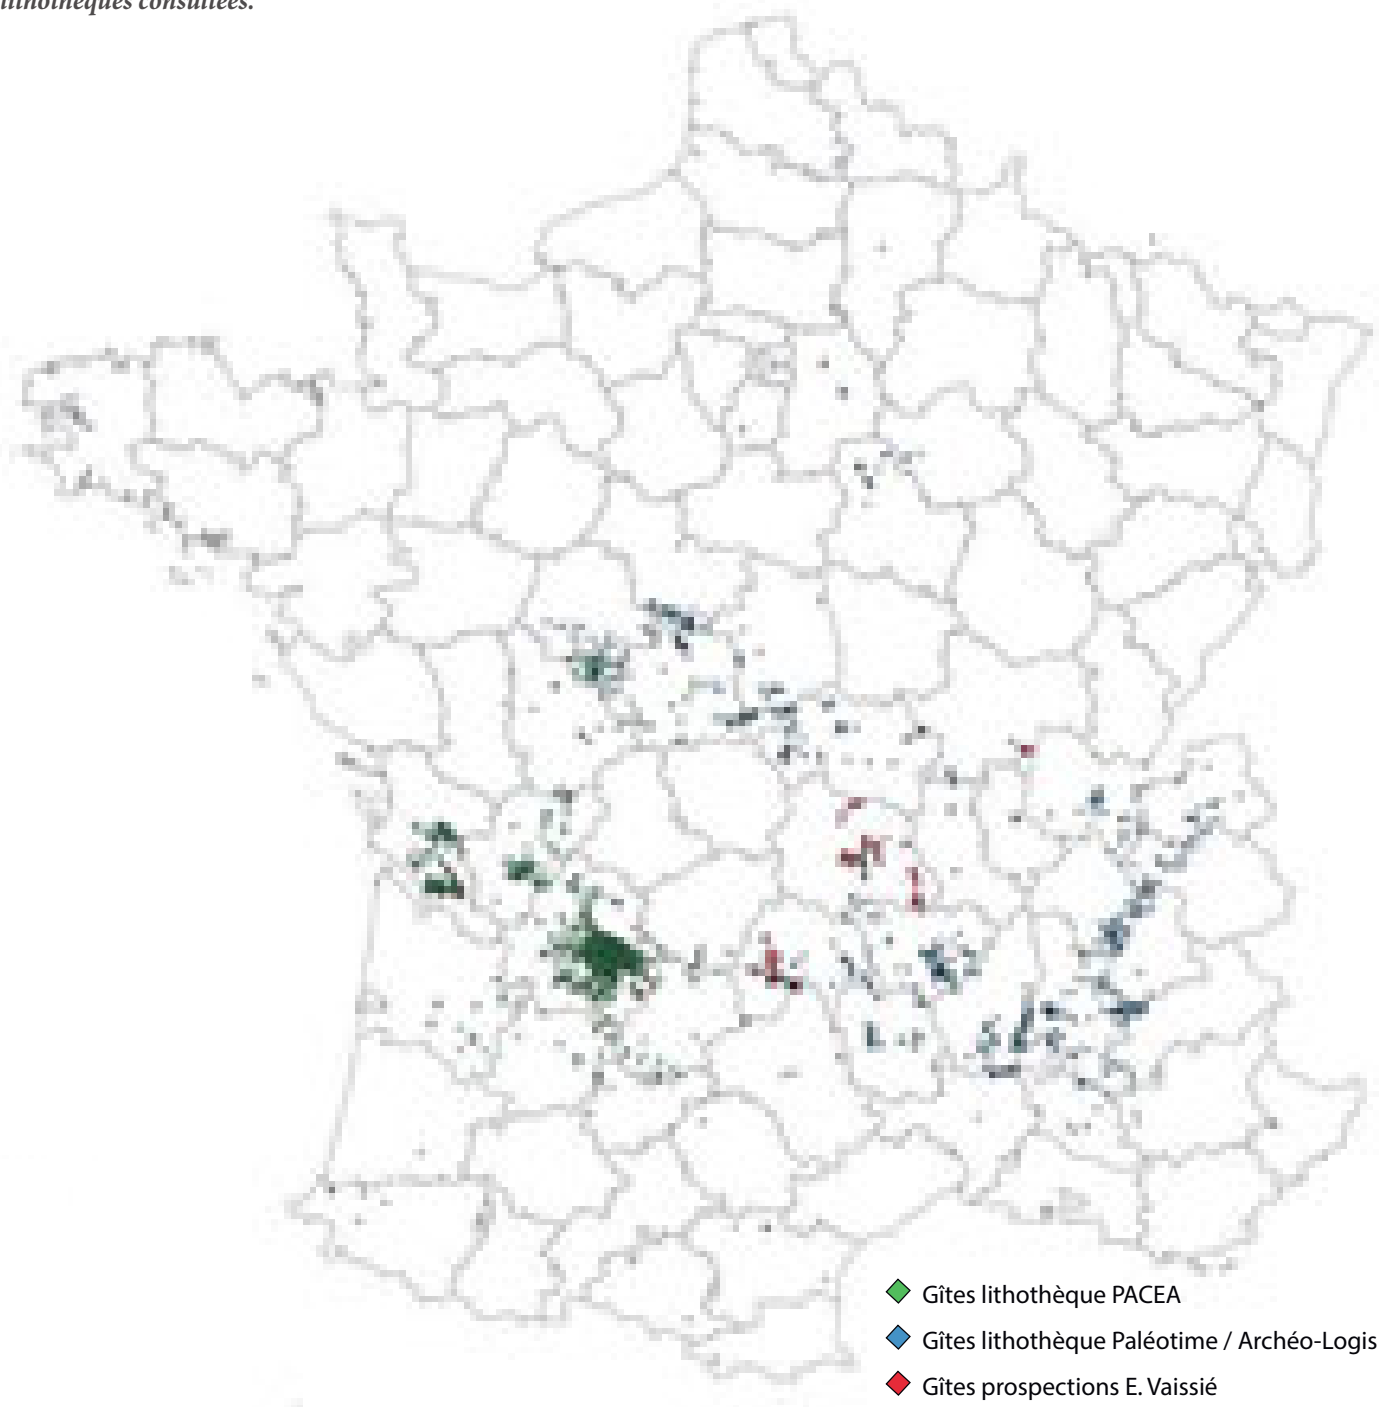 lithothèques consultées.
Gîtes lithothèque PACEA
Gîtes lithothèque Paléotime / Archéo-Logis
Gîtes prospections E. Vaissié